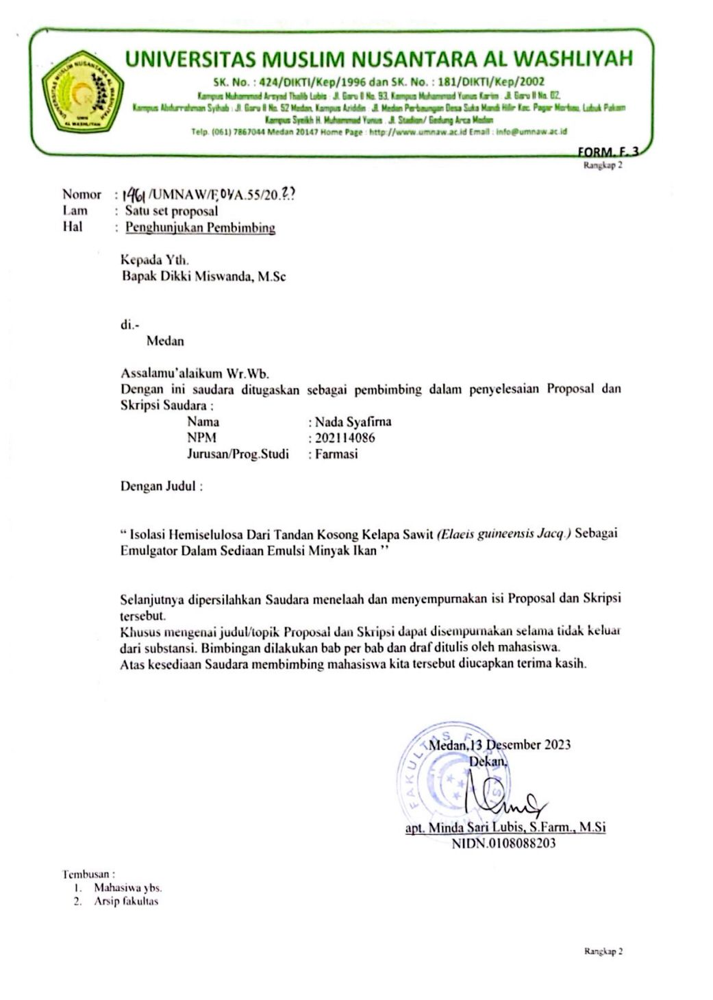 UNIVERSITAS MUSLIM NUSANTARA AL WASHLIYAH
SK. No. : 424/DIKTI/Kep/1996 dan SK. No. : 181/DIKTI/Kep/2002
Kampus Muhammad Arsyad Thalib Lubis : Jl. Garu II No. 93, Kampus Muhammad Yunus Karim : Jl. Garu II No. 02,
Kampus Abdurrahman Syihab : Jl. Garu II No. 52 Medan, Kampus Ariddin : Jl. Medan Perbaungan Desa Suka Mandi Hilir Kec. Pagar Merbau, Lubuk Pakam
Kampus Syeikh H. Muhammad Yunus : Jl. Stadion/ Gedung Arca Medan
Telp. (061) 7867044 Medan 20147 Home Page : http://www.umnaw.ac.id Email : info@umnaw.ac.id
UNIVERSITAS MUSLIM NUSANTARA AL WASHLIYAH
UMN
AL WASHLIYAH
FORM. F. 3
Rangkap 2
Nomor : 1461/UMNAW/F.04/A.55/20.
Lam : Satu set proposal
Hal : Penghunjukan Pembimbing
Kepada Yth.
Bapak Dikki Miswanda, M.Sc
di.-
Medan
Assalamu'alaikum Wr.Wb.
Dengan ini saudara ditugaskan sebagai pembimbing dalam penyelesaian Proposal dan
Skripsi Saudara :
Nama : Nada Syafirna
NPM : 202114086
Jurusan/Prog.Studi : Farmasi
Dengan Judul :
“ Isolasi Hemiselulosa Dari Tandan Kosong Kelapa Sawit (Elaeis guineensis Jacq.) Sebagai
Emulgator Dalam Sediaan Emulsi Minyak Ikan ”
Selanjutnya dipersilahkan Saudara menelaah dan menyempurnakan isi Proposal dan Skripsi
tersebut.
Khusus mengenai judul/topik Proposal dan Skripsi dapat disempurnakan selama tidak keluar
dari substansi. Bimbingan dilakukan bab per bab dan draf ditulis oleh mahasiswa.
Atas kesediaan Saudara membimbing mahasiswa kita tersebut diucapkan terima kasih.
Medan,13 Desember 2023
Dekan,
FAKULTAS FARMASI
apt. Minda Sari Lubis, S.Farm., M.Si
NIDN.0108088203
Tembusan :
1. Mahasiwa ybs.
2. Arsip fakultas
Rangkap 2